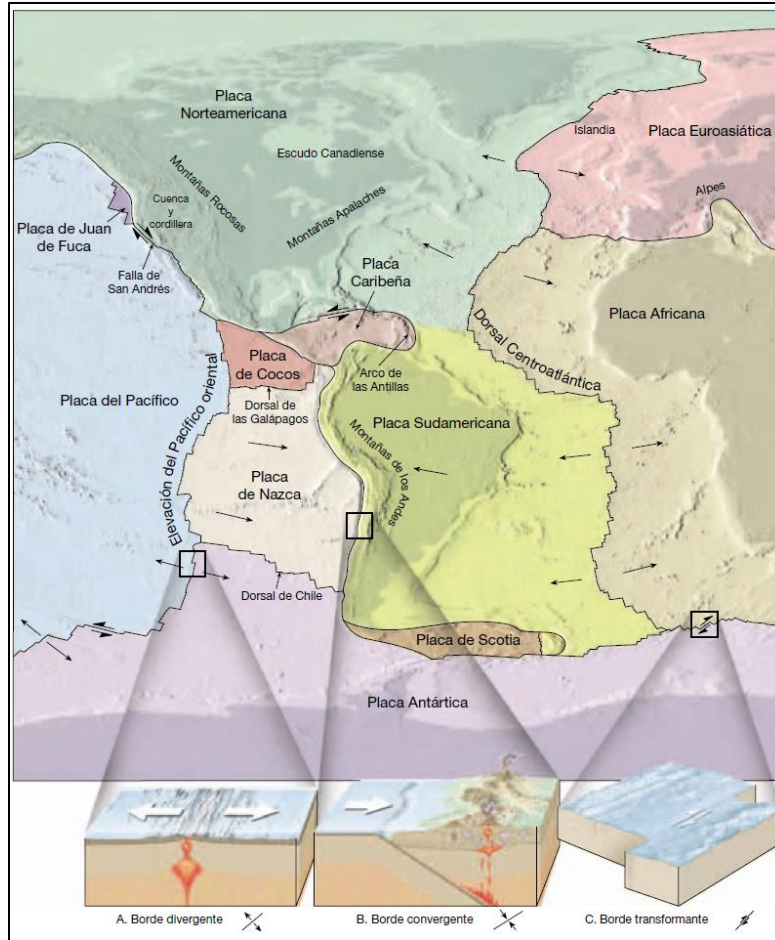 Placa
Norteamericana
Islandia
Placa Euroasiática
Escudo Canadiense
Montañas Rocosas
Cuenca
y
cordillera
Montañas Apalaches
Alpes
Placa de Juan
de Fuca
Falla de
San Andrés
Placa
Caribeña
Placa Africana
Dorsal Centroatlántica
Placa
de Cocos
Arco de
las Antillas
Placa del Pacífico
Elevación del Pacífico oriental
Dorsal de
las Galápagos
Placa Sudamericana
Montañas de los Andes
Placa
de Nazca
Dorsal de Chile
Placa de Scotia
Placa Antártica
A. Borde divergente
B. Borde convergente
C. Borde transformante